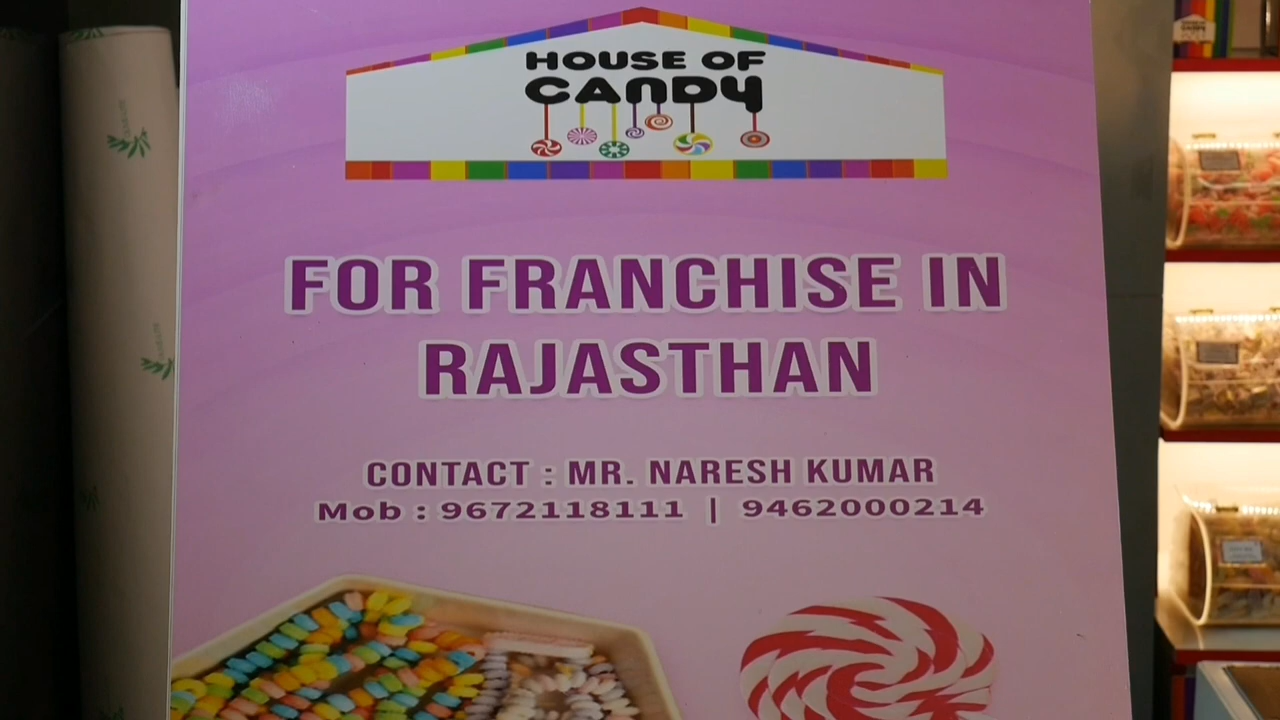 HOUSE OF
CANDY
FOR FRANCHISE IN
RAJASTHAN
CONTACT : MR. NARESH KUMAR
Mob : 9672118111 | 9462000214